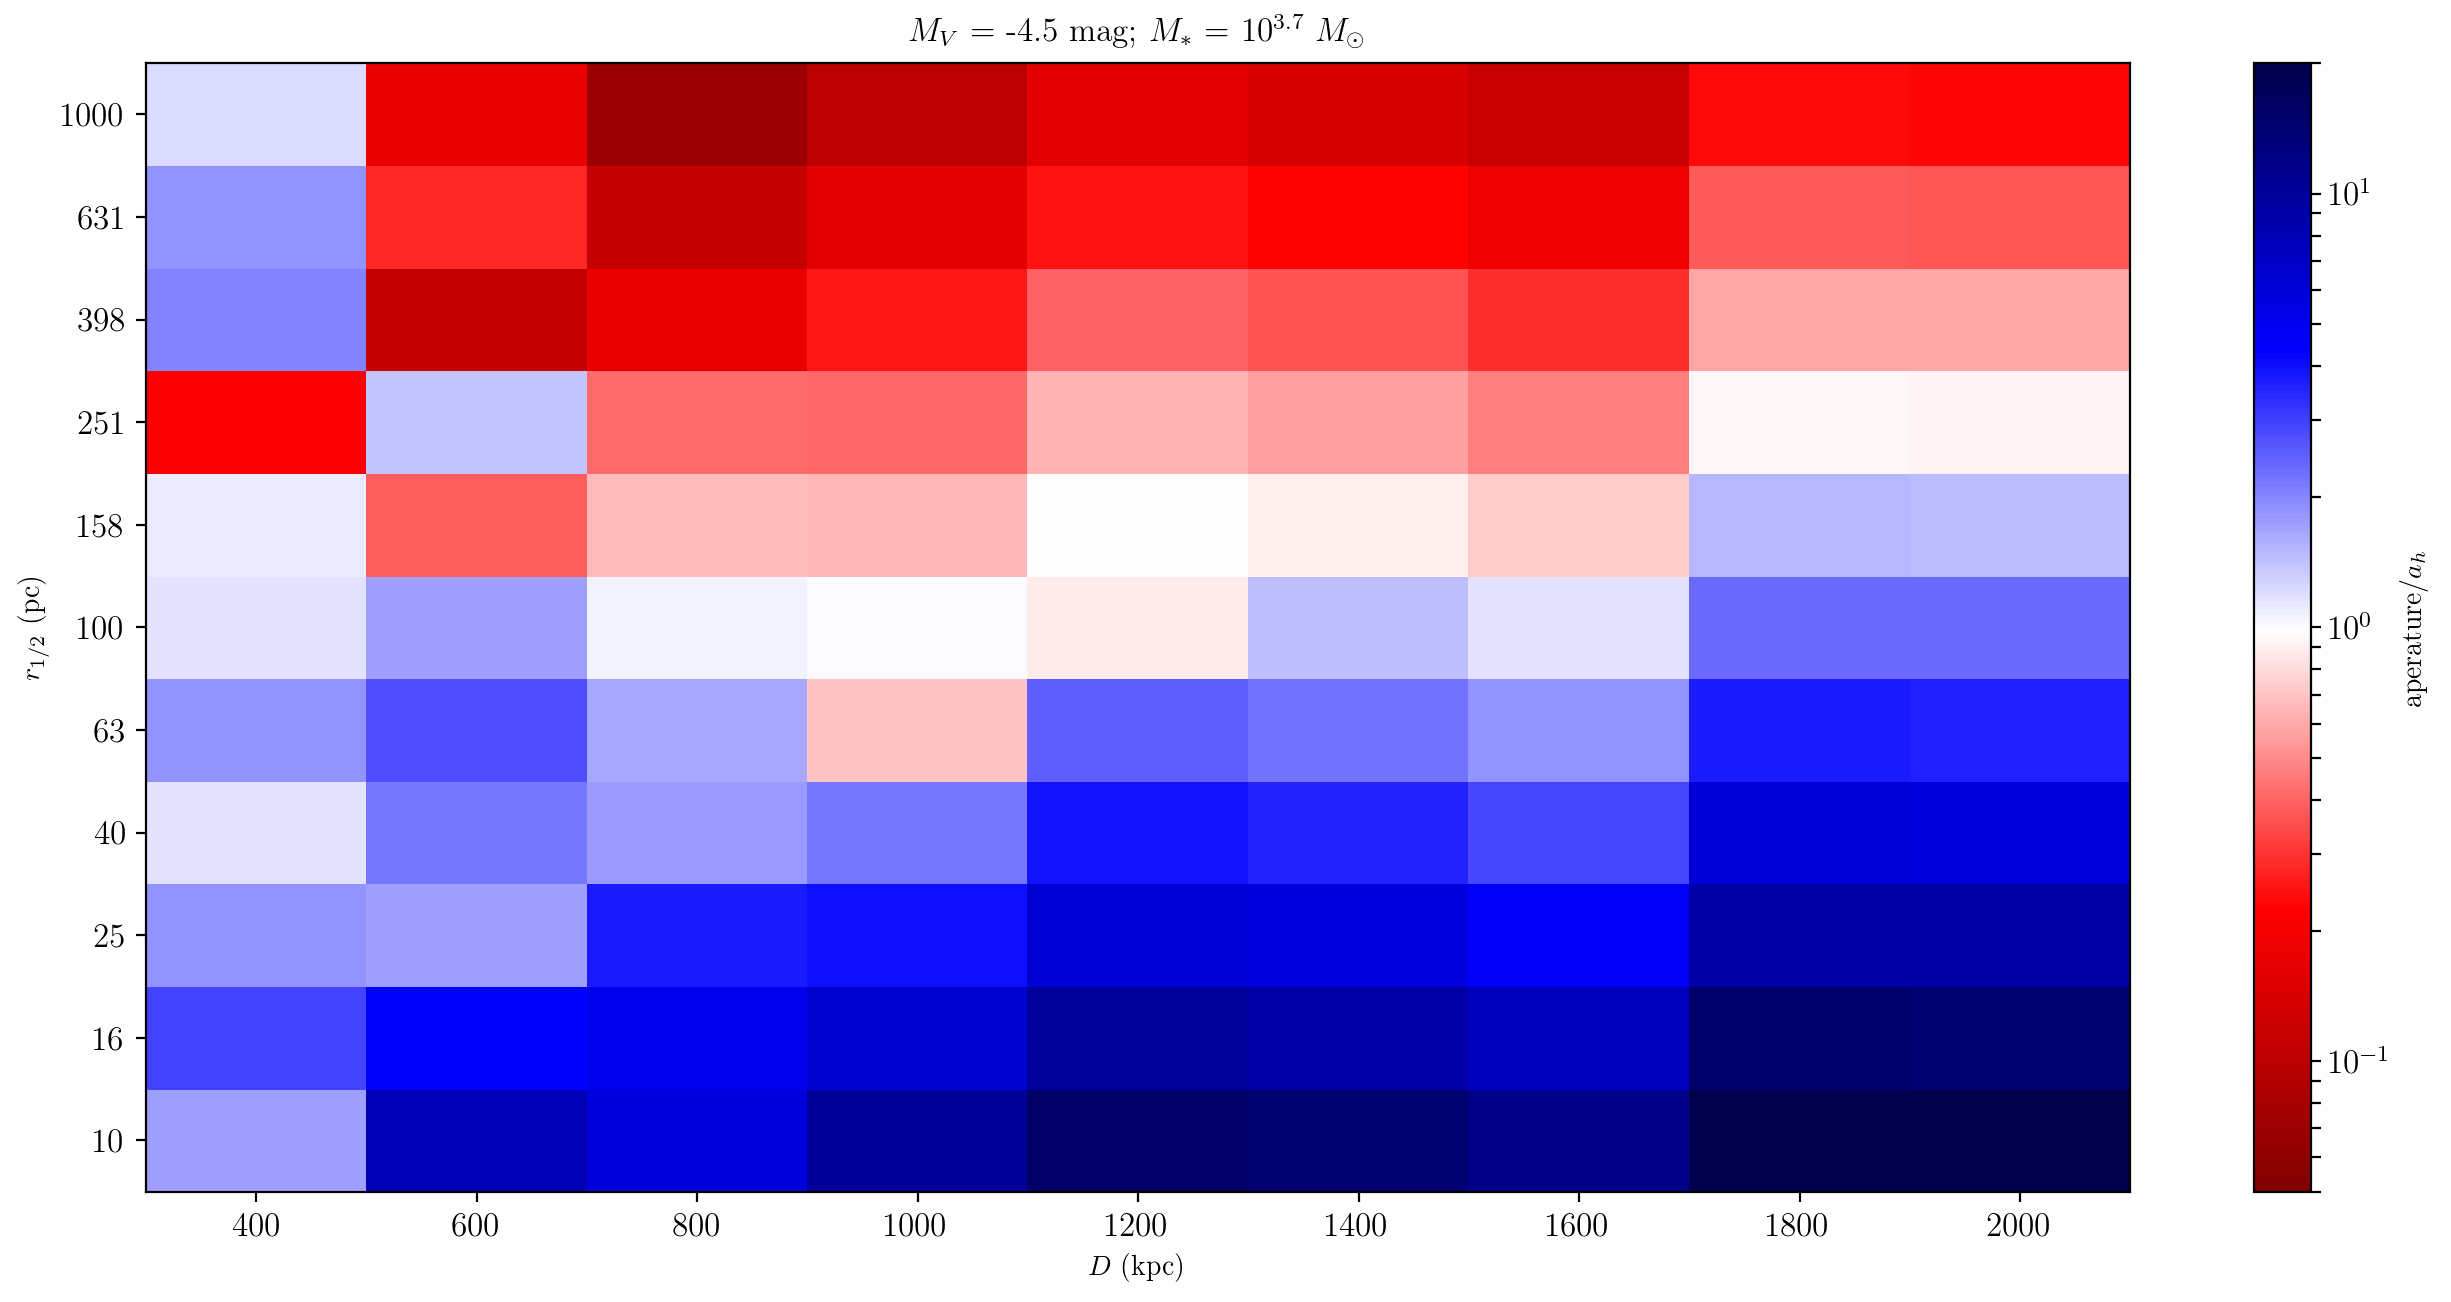 M_V = -4.5 mag; M_* = 10^{3.7} M_⊙
r_{1/2} (pc)
1000
631
398
251
158
100
63
40
25
16
10
400 600 800 1000 1200 1400 1600 1800 2000
D (kpc)
10^1
10^0
10^{-1}
aperature/a_h